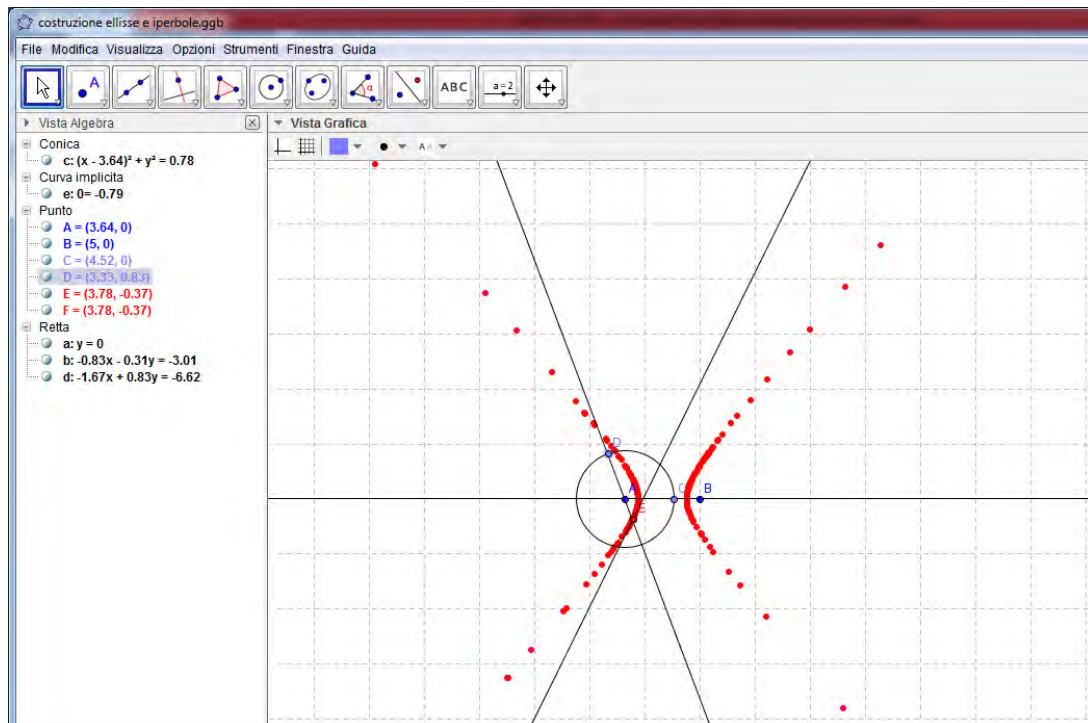 costruzione ellisse e iperbole.ggb
File Modifica Visualizza Opzioni Strumenti Finestra Guida
A
α
ABC
a=2
Vista Algebra
Vista Grafica
A A
Conica
c: (x - 3.64)² + y² = 0.78
Curva implicita
e: 0= -0.79
Punto
A = (3.64, 0)
B = (5, 0)
C = (4.52, 0)
D = (3.33, 0.83)
E = (3.78, -0.37)
F = (3.78, -0.37)
Retta
a: y = 0
b: -0.83x - 0.31y = -3.01
d: -1.67x + 0.83y = -6.62
D
A
C
B
E